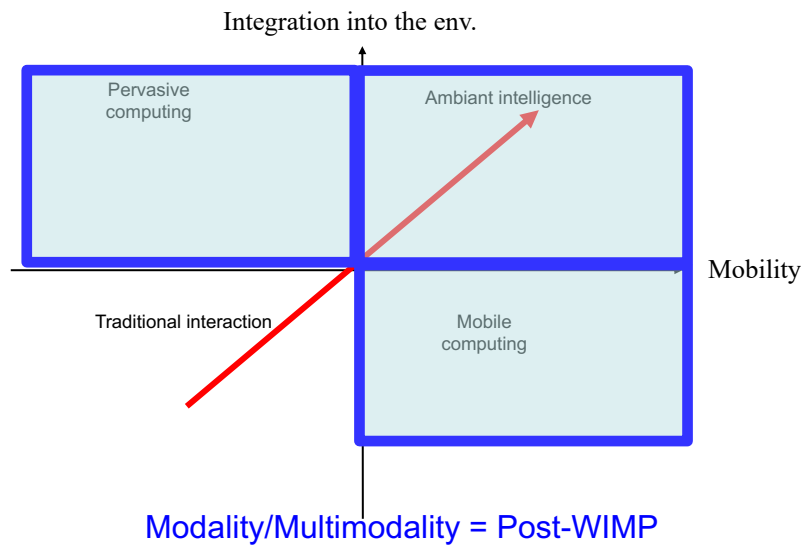 Integration into the env.
Pervasive
computing
Ambiant intelligence
Mobility
Traditional interaction
Mobile
computing
Modality/Multimodality = Post-WIMP